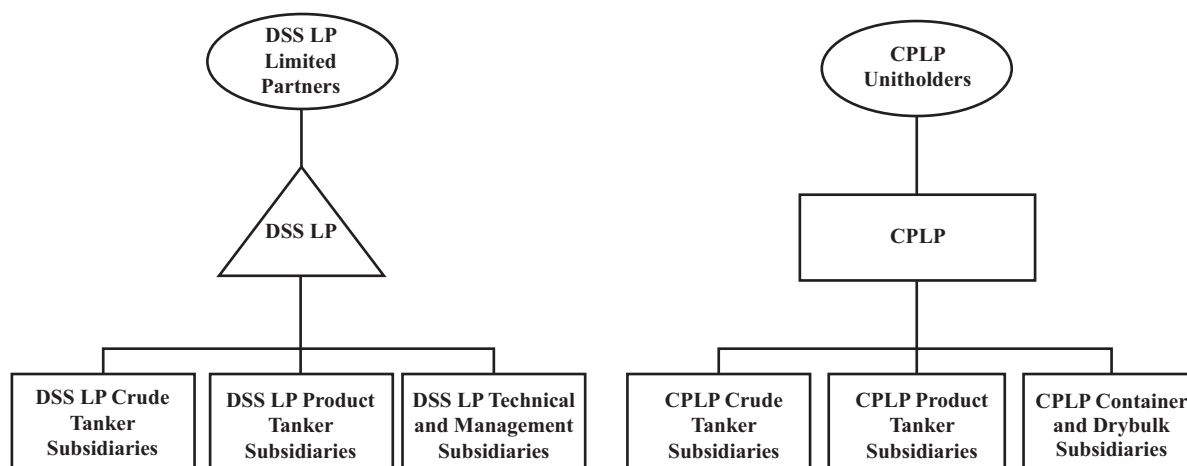 DSS LP
Limited
Partners
CPLP
Unitholders
DSS LP
CPLP
DSS LP Crude
Tanker
Subsidiaries
DSS LP Product
Tanker
Subsidiaries
DSS LP Technical
and Management
Subsidiaries
CPLP Crude
Tanker
Subsidiaries
CPLP Product
Tanker
Subsidiaries
CPLP Container
and Drybulk
Subsidiaries